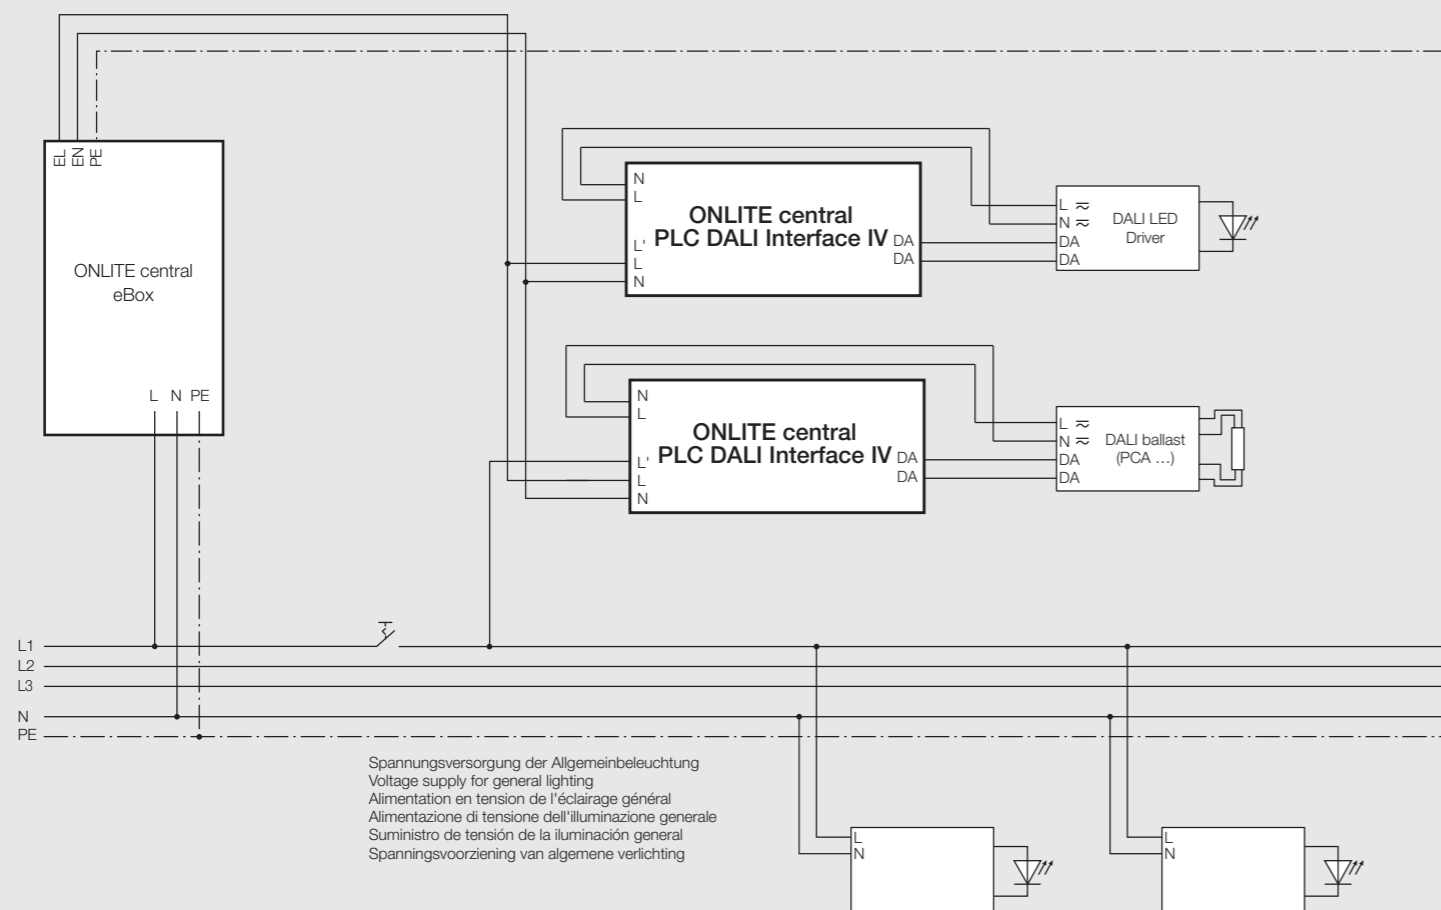 EL
EN
PE
ONLITE central
eBox
L N PE
N
L
ONLITE central
PLC DALI Interface IV
L'
L
N
DA
DA
L ≂
N ≂
DA
DA
DALI LED
Driver
N
L
ONLITE central
PLC DALI Interface IV
L'
L
N
DA
DA
L ≂
N ≂
DA
DA
DALI ballast
(PCA ...)
L1
L2
L3
N
PE
Spannungsversorgung der Allgemeinbeleuchtung
Voltage supply for general lighting
Alimentation en tension de l'éclairage général
Alimentazione di tensione dell'illuminazione generale
Suministro de tensión de la iluminación general
Spanningsvoorziening van algemene verlichting
L
N
L
N